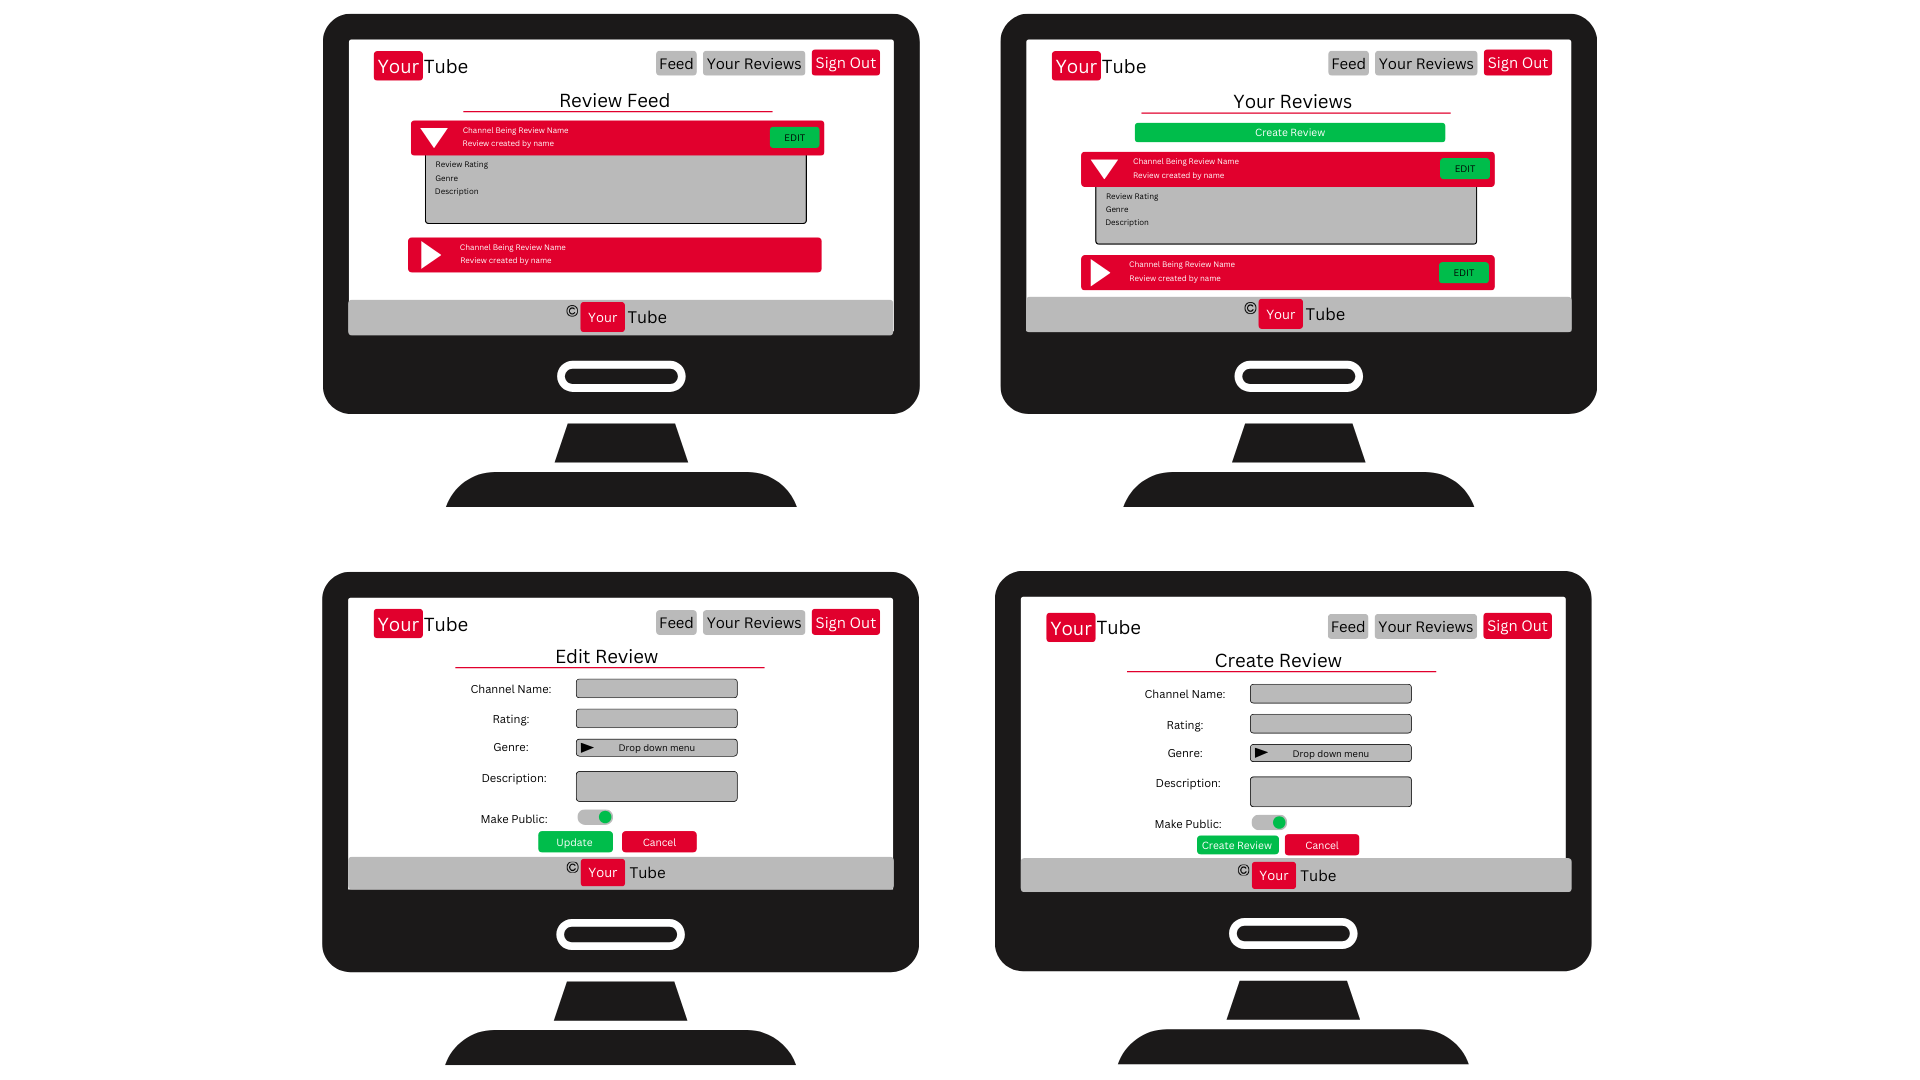 YourTube Feed Your Reviews Sign Out
Review Feed
Channel Being Review Name
Review created by name
EDIT
Review Rating
Genre
Description
Channel Being Review Name
Review created by name
© Your Tube
YourTube Feed Your Reviews Sign Out
Your Reviews
Create Review
Channel Being Review Name
Review created by name
EDIT
Review Rating
Genre
Description
Channel Being Review Name
Review created by name
EDIT
© Your Tube
YourTube Feed Your Reviews Sign Out
Edit Review
Channel Name:
Rating:
Genre: Drop down menu
Description:
Make Public:
Update Cancel
© Your Tube
YourTube Feed Your Reviews Sign Out
Create Review
Channel Name:
Rating:
Genre: Drop down menu
Description:
Make Public:
Create Review Cancel
© Your Tube